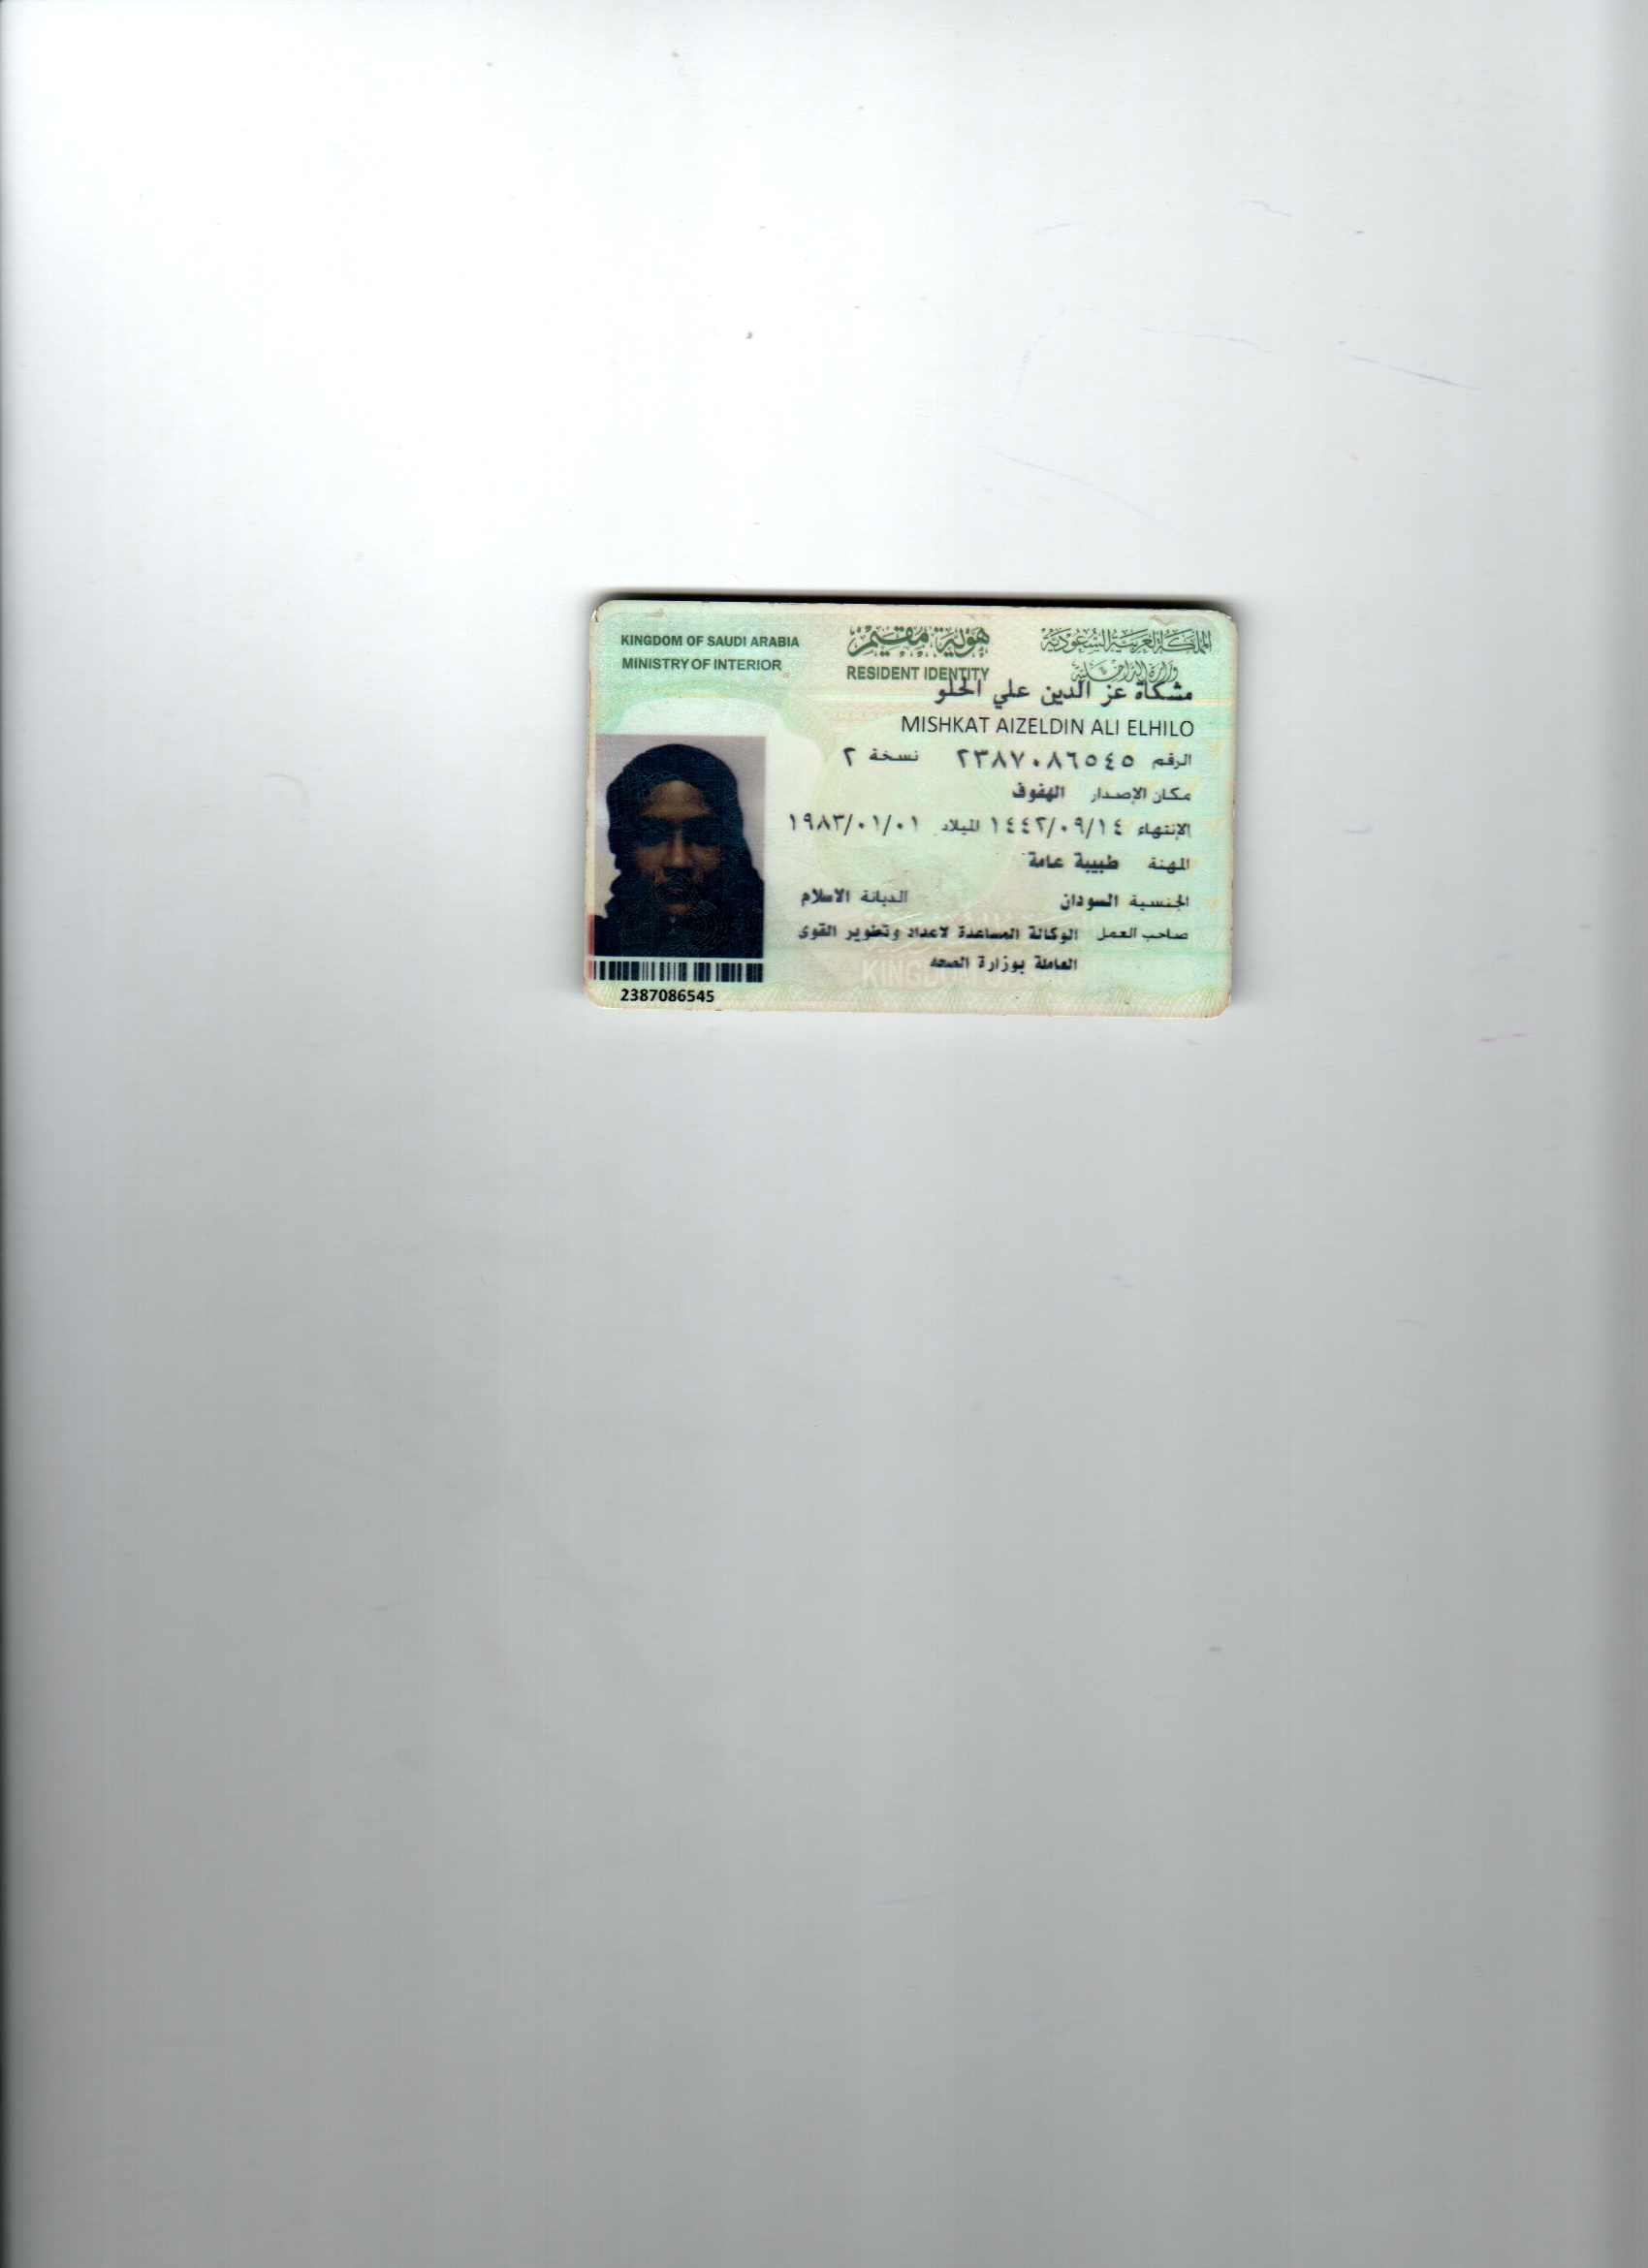 KINGDOM OF SAUDI ARABIA
MINISTRY OF INTERIOR
هوية مقيم
RESIDENT IDENTITY
المملكة العربية السعودية
وزارة الداخلية
مشكاة عز الدين علي الحلو
MISHKAT AIZELDIN ALI ELHILO
الرقم ٢٣٨٧٠٨٦٥٤٥ نسخة ٢
مكان الإصدار الهفوف
الإنتهاء ١٤٤٢/٠٩/١٤ الميلاد ١٩٨٣/٠١/٠١
المهنة طبيبة عامة
الجنسية السودان الديانة الاسلام
صاحب العمل الوكالة المساعدة لاعداد وتطوير القوى
العاملة بوزارة الصحه
KINGDOM OF
2387086545